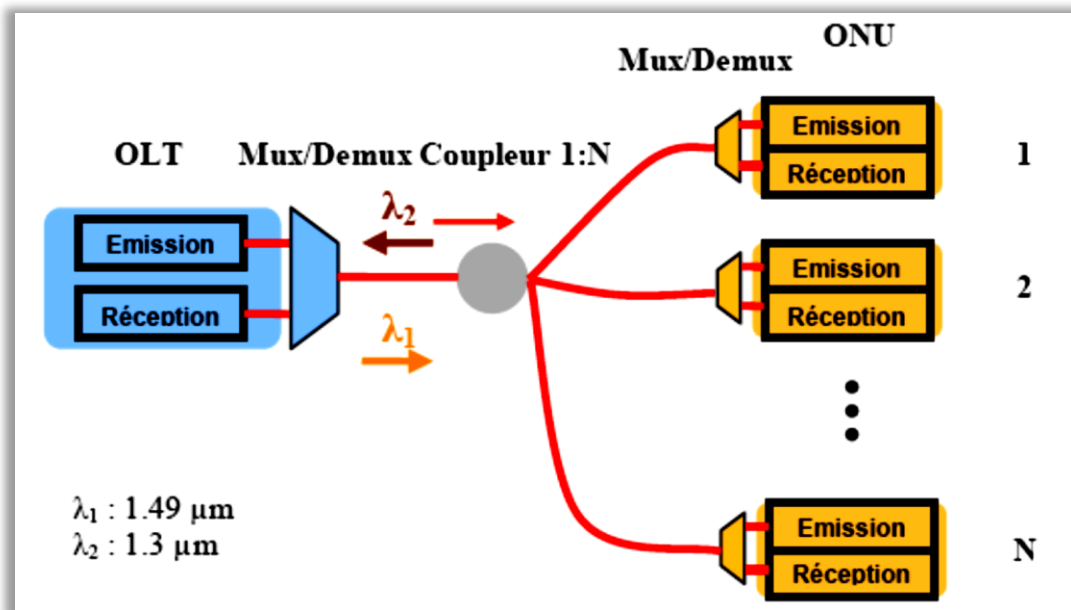 ONU
Mux/Demux
OLT
Mux/Demux Coupleur 1:N
Emission
Réception
1
λ2
Emission
Réception
λ1
Emission
Réception
2
λ1 : 1.49 µm
λ2 : 1.3 µm
Emission
Réception
N